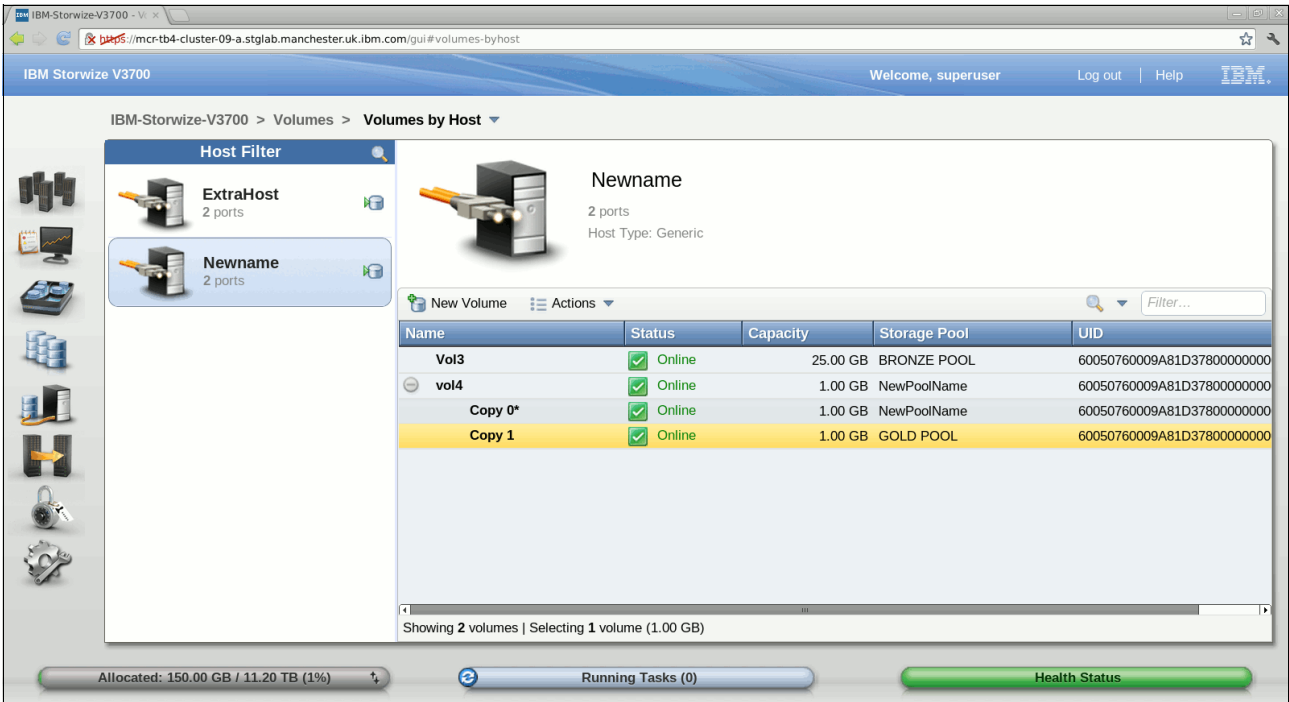 IBM-Storwize-V3700 - V
https://mcr-tb4-cluster-09-a.stglab.manchester.uk.ibm.com/gui#volumes-byhost
IBM Storwize V3700
Welcome, superuser
Log out | Help
IBM.
IBM-Storwize-V3700 > Volumes > Volumes by Host
Host Filter
ExtraHost
2 ports
Newname
2 ports
Newname
2 ports
Host Type: Generic
New Volume Actions Filter...
Name Status Capacity Storage Pool UID
Vol3 Online 25.00 GB BRONZE POOL 60050760009A81D37800000000
vol4 Online 1.00 GB NewPoolName 60050760009A81D37800000000
Copy 0* Online 1.00 GB NewPoolName 60050760009A81D37800000000
Copy 1 Online 1.00 GB GOLD POOL 60050760009A81D37800000000
Showing 2 volumes | Selecting 1 volume (1.00 GB)
Allocated: 150.00 GB / 11.20 TB (1%)
Running Tasks (0)
Health Status